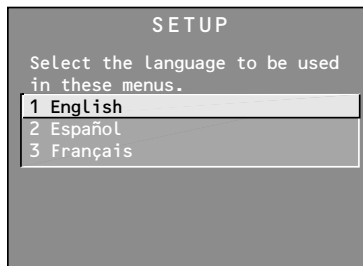 SETUP
Select the language to be used
in these menus.
1 English
2 Español
3 Français